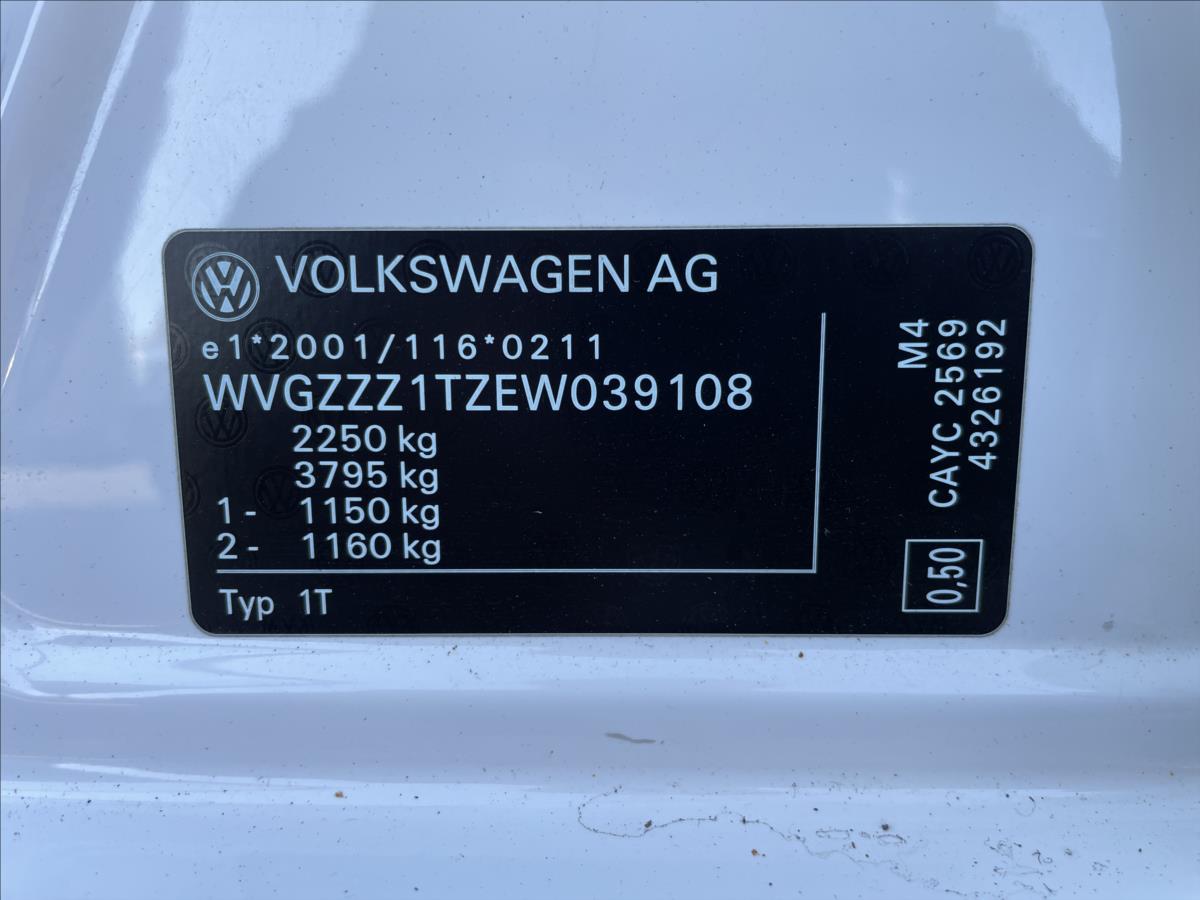 VOLKSWAGEN AG
e1*2001/116*0211
WVGZZZ1TZEW039108
2250 kg
3795 kg
1- 1150 kg
2- 1160 kg
Typ 1T
M4
CAYC 2569
4326192
0,50